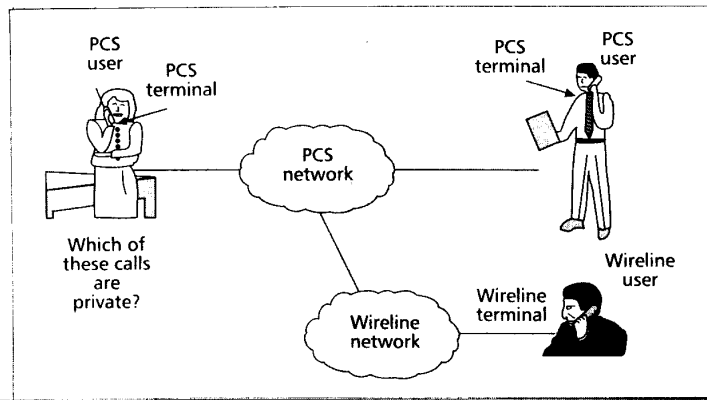 PCS
user
PCS
terminal
PCS
network
PCS
terminal
PCS
user
Which of
these calls
are
private?
Wireline
network
Wireline
terminal
Wireline
user